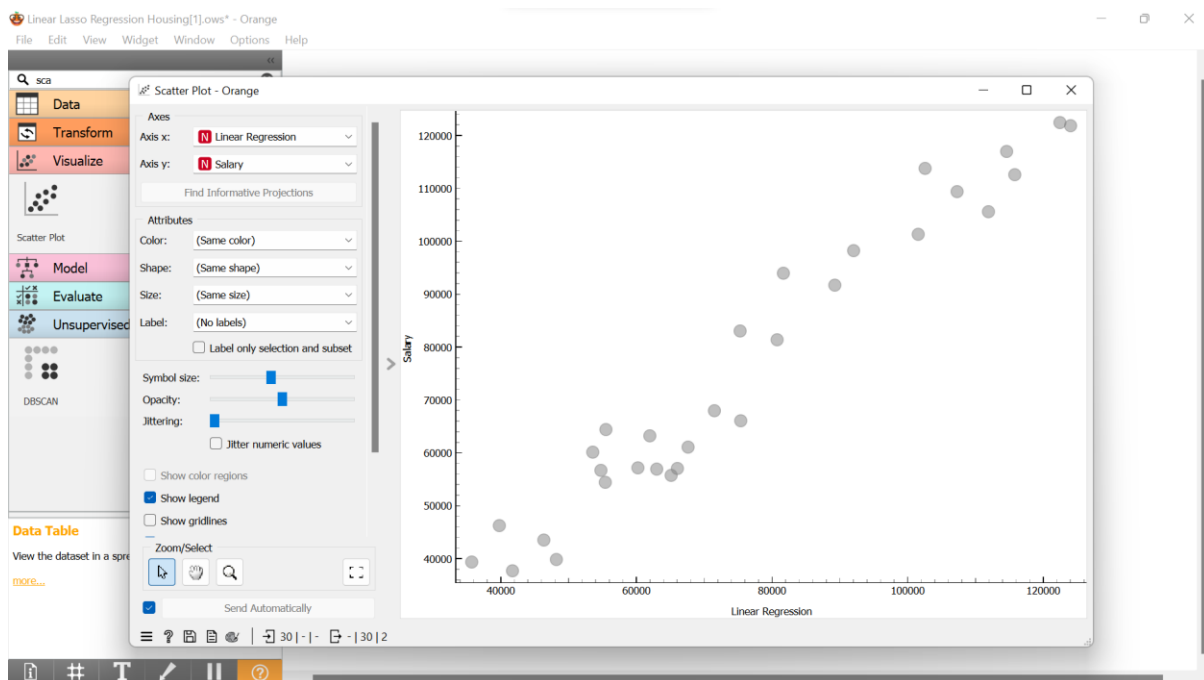 Linear Lasso Regression Housing[1].ows* - Orange
File Edit View Widget Window Options Help
sca
Data
Transform
Visualize
Scatter Plot
Model
Evaluate
Unsupervised
DBSCAN
Data Table
View the dataset in a spre
more...
Scatter Plot - Orange
Axes
Axis x: N Linear Regression
Axis y: N Salary
Find Informative Projections
Attributes
Color: (Same color)
Shape: (Same shape)
Size: (Same size)
Label: (No labels)
Label only selection and subset
Symbol size:
Opacity:
Jittering:
Jitter numeric values
Show color regions
Show legend
Show gridlines
Zoom/Select
Send Automatically
30 | - | - - | 30 | 2
120000
110000
100000
90000
80000
70000
60000
50000
40000
Salary
40000 60000 80000 100000 120000
Linear Regression